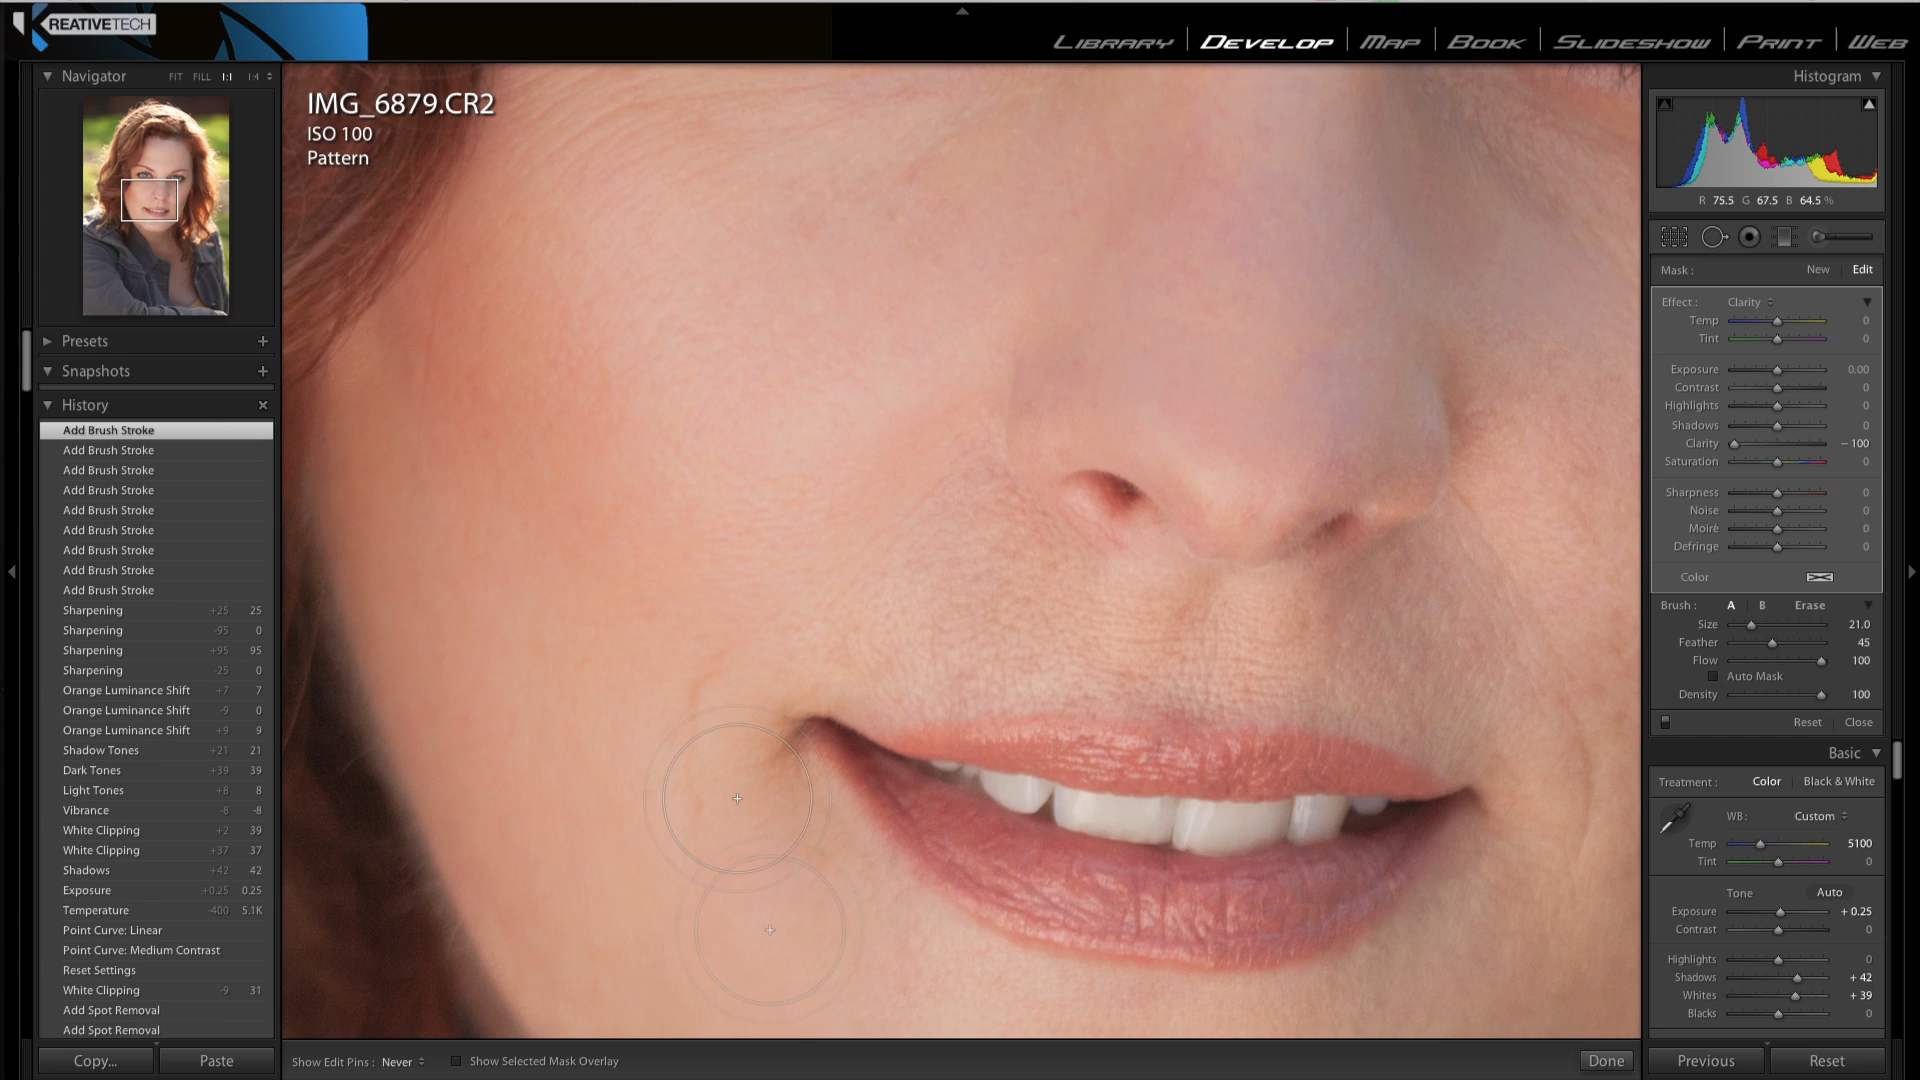 KREATIVETECH
Library | Develop | Map | Book | Slideshow | Print | Web
Navigator FIT FILL 1:1 1:4
Presets +
Snapshots +
History ×
Add Brush Stroke
Add Brush Stroke
Add Brush Stroke
Add Brush Stroke
Add Brush Stroke
Add Brush Stroke
Add Brush Stroke
Add Brush Stroke
Add Brush Stroke
Sharpening +25 25
Sharpening -95 0
Sharpening +95 95
Sharpening -25 0
Orange Luminance Shift +7 7
Orange Luminance Shift -9 0
Orange Luminance Shift +9 9
Shadow Tones +21 21
Dark Tones +39 39
Light Tones +8 8
Vibrance -8 -8
White Clipping +2 39
White Clipping +37 37
Shadows +42 42
Exposure +0.25 0.25
Temperature -400 5.1K
Point Curve: Linear
Point Curve: Medium Contrast
Reset Settings
White Clipping -9 31
Add Spot Removal
Add Spot Removal
Copy... Paste
IMG_6879.CR2
ISO 100
Pattern
Show Edit Pins : Never Show Selected Mask Overlay Done
Histogram
R 75.5 G 67.5 B 64.5 %
Mask : New Edit
Effect : Clarity
Temp 0
Tint 0
Exposure 0.00
Contrast 0
Highlights 0
Shadows 0
Clarity – 100
Saturation 0
Sharpness 0
Noise 0
Moiré 0
Defringe 0
Color
Brush : A B Erase
Size 21.0
Feather 45
Flow 100
Auto Mask
Density 100
Reset Close
Basic
Treatment : Color Black & White
WB : Custom
Temp 5100
Tint 0
Tone Auto
Exposure + 0.25
Contrast 0
Highlights 0
Shadows + 42
Whites + 39
Blacks 0
Previous Reset